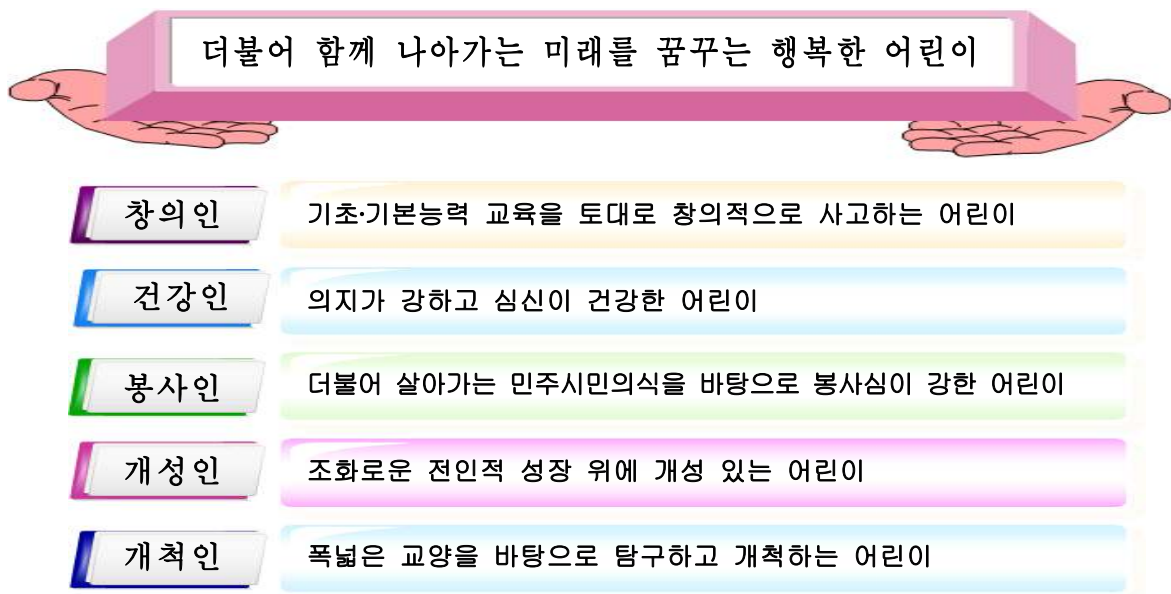 더불어 함께 나아가는 미래를 꿈꾸는 행복한 어린이
창의인
기초·기본능력 교육을 토대로 창의적으로 사고하는 어린이
건강인
의지가 강하고 심신이 건강한 어린이
봉사인
더불어 살아가는 민주시민의식을 바탕으로 봉사심이 강한 어린이
개성인
조화로운 전인적 성장 위에 개성 있는 어린이
개척인
폭넓은 교양을 바탕으로 탐구하고 개척하는 어린이